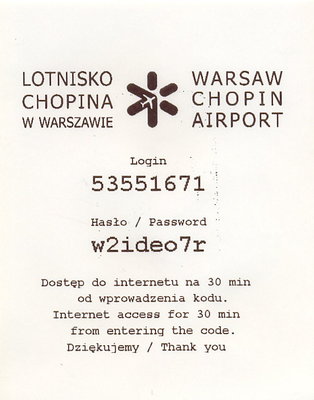 LOTNISKO CHOPINA W WARSZAWIE
WARSAW CHOPIN AIRPORT
Login
53551671
Hasło / Password
w2ideo7r
Dostęp do internetu na 30 min
od wprowadzenia kodu.
Internet access for 30 min
from entering the code.
Dziękujemy / Thank you